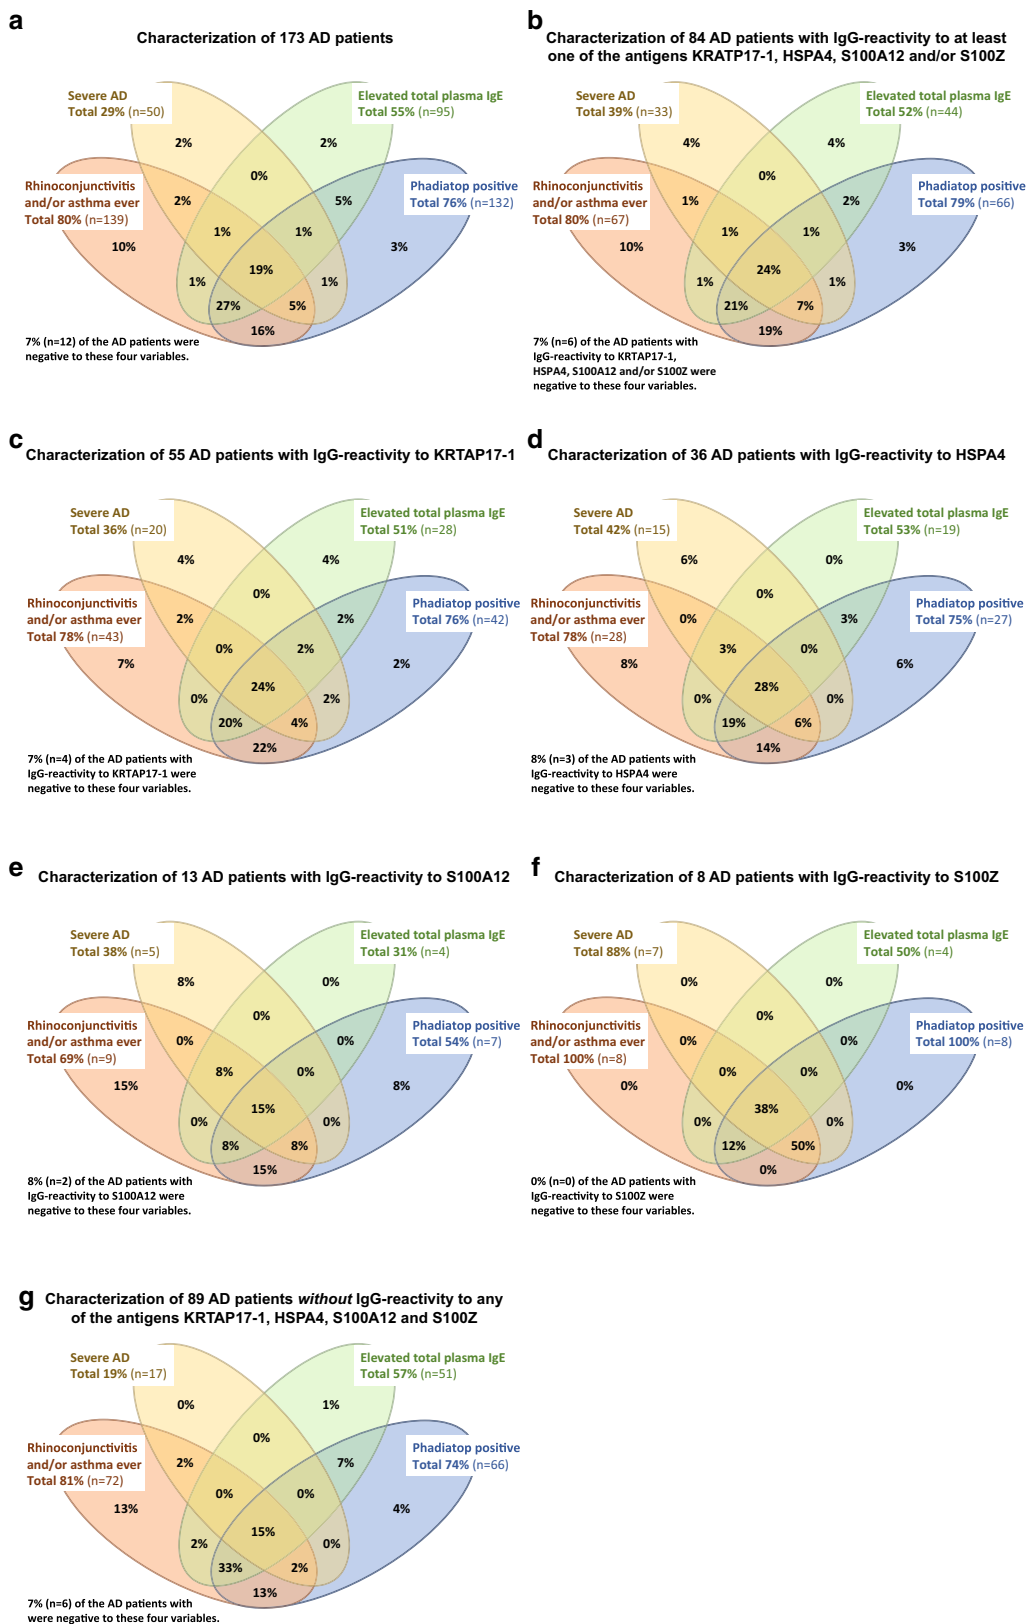 a
Characterization of 173 AD patients
Severe AD
Total 29% (n=50)
Elevated total plasma IgE
Total 55% (n=95)
Rhinoconjunctivitis
and/or asthma ever
Total 80% (n=139)
Phadiatop positive
Total 76% (n=132)
2%
2%
0%
2%
5%
10%
1%
1%
3%
19%
1%
1%
27%
5%
16%
7% (n=12) of the AD patients were
negative to these four variables.
b
Characterization of 84 AD patients with IgG-reactivity to at least
one of the antigens KRATP17-1, HSPA4, S100A12 and/or S100Z
Severe AD
Total 39% (n=33)
Elevated total plasma IgE
Total 52% (n=44)
Rhinoconjunctivitis
and/or asthma ever
Total 80% (n=67)
Phadiatop positive
Total 79% (n=66)
4%
4%
0%
1%
2%
10%
1%
1%
3%
24%
1%
1%
21%
7%
19%
7% (n=6) of the AD patients with
IgG-reactivity to KRTAP17-1,
HSPA4, S100A12 and/or S100Z were
negative to these four variables.
c
Characterization of 55 AD patients with IgG-reactivity to KRTAP17-1
Severe AD
Total 36% (n=20)
Elevated total plasma IgE
Total 51% (n=28)
Rhinoconjunctivitis
and/or asthma ever
Total 78% (n=43)
Phadiatop positive
Total 76% (n=42)
4%
4%
0%
2%
2%
7%
0%
2%
2%
24%
0%
2%
20%
4%
22%
7% (n=4) of the AD patients with
IgG-reactivity to KRTAP17-1 were
negative to these four variables.
d
Characterization of 36 AD patients with IgG-reactivity to HSPA4
Severe AD
Total 42% (n=15)
Elevated total plasma IgE
Total 53% (n=19)
Rhinoconjunctivitis
and/or asthma ever
Total 78% (n=28)
Phadiatop positive
Total 75% (n=27)
6%
0%
0%
0%
3%
8%
3%
0%
6%
28%
0%
0%
19%
6%
14%
8% (n=3) of the AD patients with
IgG-reactivity to HSPA4 were
negative to these four variables.
e
Characterization of 13 AD patients with IgG-reactivity to S100A12
Severe AD
Total 38% (n=5)
Elevated total plasma IgE
Total 31% (n=4)
Rhinoconjunctivitis
and/or asthma ever
Total 69% (n=9)
Phadiatop positive
Total 54% (n=7)
8%
0%
0%
0%
0%
15%
8%
0%
8%
15%
0%
0%
8%
8%
15%
8% (n=2) of the AD patients with
IgG-reactivity to S100A12 were
negative to these four variables.
f
Characterization of 8 AD patients with IgG-reactivity to S100Z
Severe AD
Total 88% (n=7)
Elevated total plasma IgE
Total 50% (n=4)
Rhinoconjunctivitis
and/or asthma ever
Total 100% (n=8)
Phadiatop positive
Total 100% (n=8)
0%
0%
0%
0%
0%
0%
0%
0%
0%
38%
0%
0%
12%
50%
0%
0% (n=0) of the AD patients with
IgG-reactivity to S100Z were
negative to these four variables.
g
Characterization of 89 AD patients without IgG-reactivity to any
of the antigens KRTAP17-1, HSPA4, S100A12 and S100Z
Severe AD
Total 19% (n=17)
Elevated total plasma IgE
Total 57% (n=51)
Rhinoconjunctivitis
and/or asthma ever
Total 81% (n=72)
Phadiatop positive
Total 74% (n=66)
0%
1%
0%
2%
7%
13%
0%
0%
4%
15%
2%
0%
33%
2%
13%
7% (n=6) of the AD patients with
were negative to these four variables.